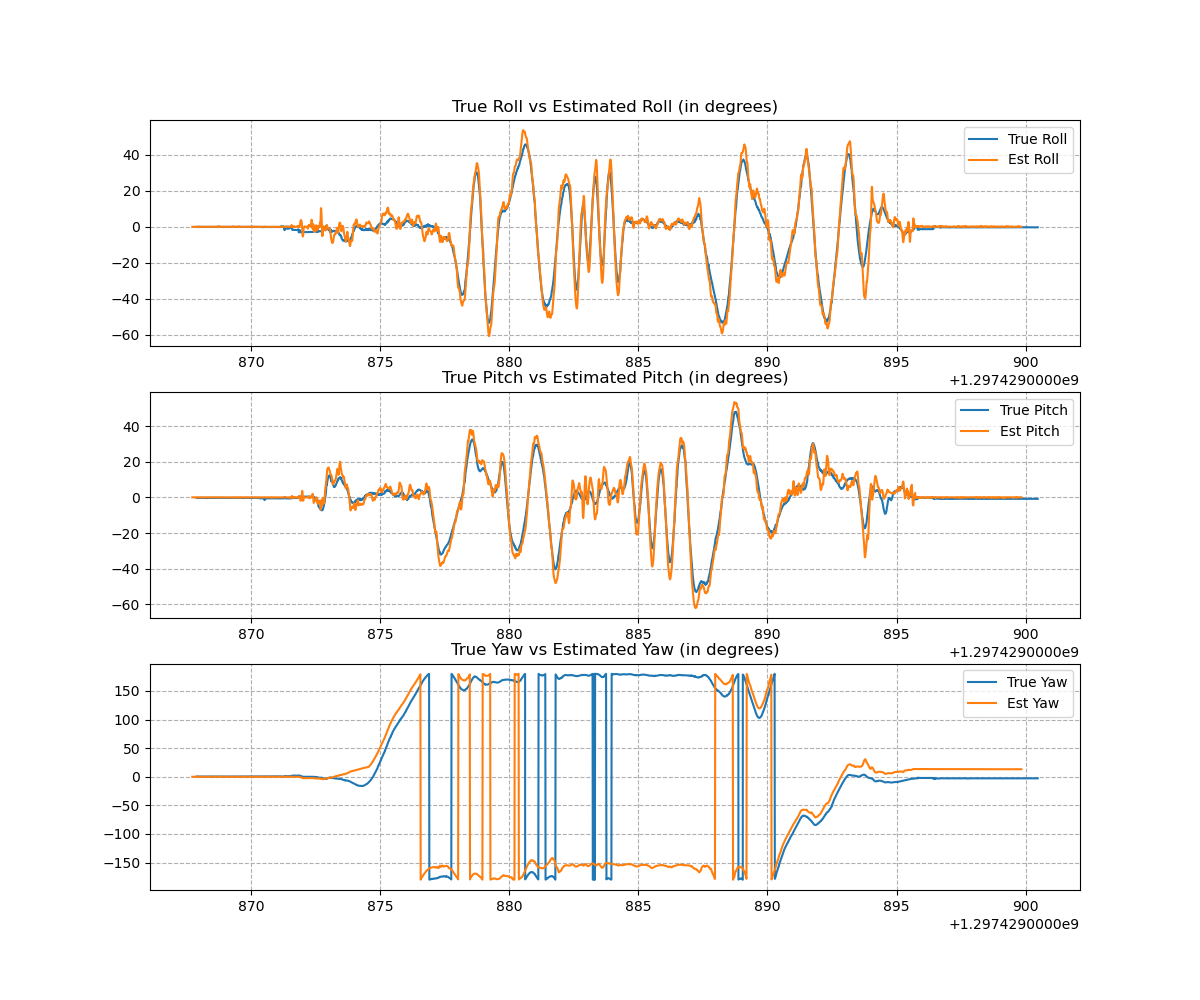 True Roll vs Estimated Roll (in degrees)
True Roll
Est Roll
40
20
0
−20
−40
−60
870 875 880 885 890 895 900
+1.2974290000e9
True Pitch vs Estimated Pitch (in degrees)
True Pitch
Est Pitch
40
20
0
−20
−40
−60
870 875 880 885 890 895 900
+1.2974290000e9
True Yaw vs Estimated Yaw (in degrees)
True Yaw
Est Yaw
150
100
50
0
−50
−100
−150
870 875 880 885 890 895 900
+1.2974290000e9